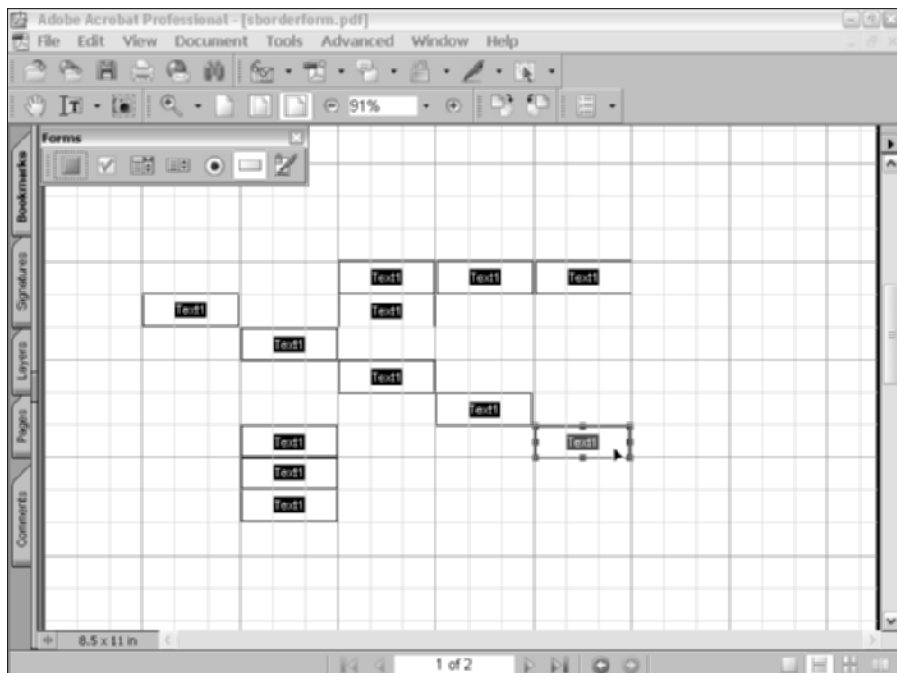 Adobe Acrobat Professional - [sborderform.pdf]
File Edit View Document Tools Advanced Window Help
91%
Forms
Bookmarks
Signatures
Layers
Pages
Comments
Text1 Text1 Text1
Text1 Text1
Text1
Text1
Text1
Text1 Text1
Text1
Text1
8.5 x 11 in
1 of 2